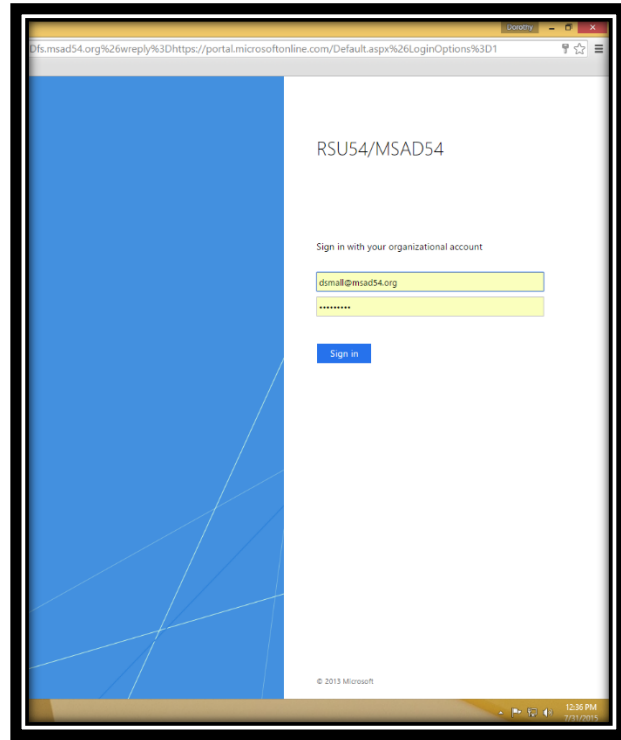 Dorothy
Dfs.msad54.org%26wreply%3Dhttps://portal.microsoftonline.com/Default.aspx%26LoginOptions%3D1
RSU54/MSAD54
Sign in with your organizational account
dsmall@msad54.org
•••••••••
Sign in
© 2013 Microsoft
12:36 PM
7/31/2015